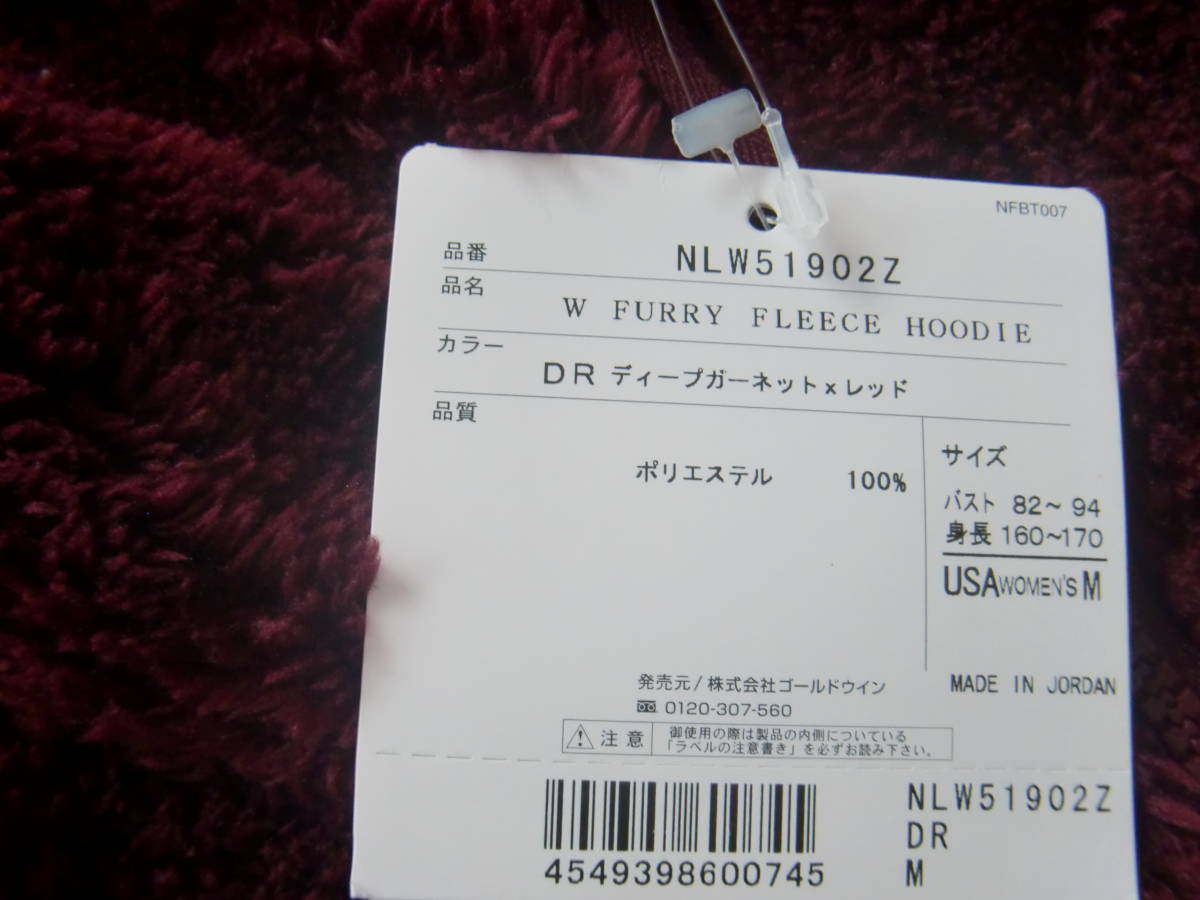 NFBT007
品番 NLW51902Z
品名 W FURRY FLEECE HOODIE
カラー DR ディープガーネット×レッド
品質
ポリエステル 100%
サイズ
バスト 82～ 94
身長 160～170
USA WOMEN'S M
発売元/株式会社ゴールドウイン
0120-307-560
MADE IN JORDAN
注意
御使用の際は製品の内側についている
「ラベルの注意書き」を必ずお読み下さい。
4549398600745
NLW51902Z
DR
M